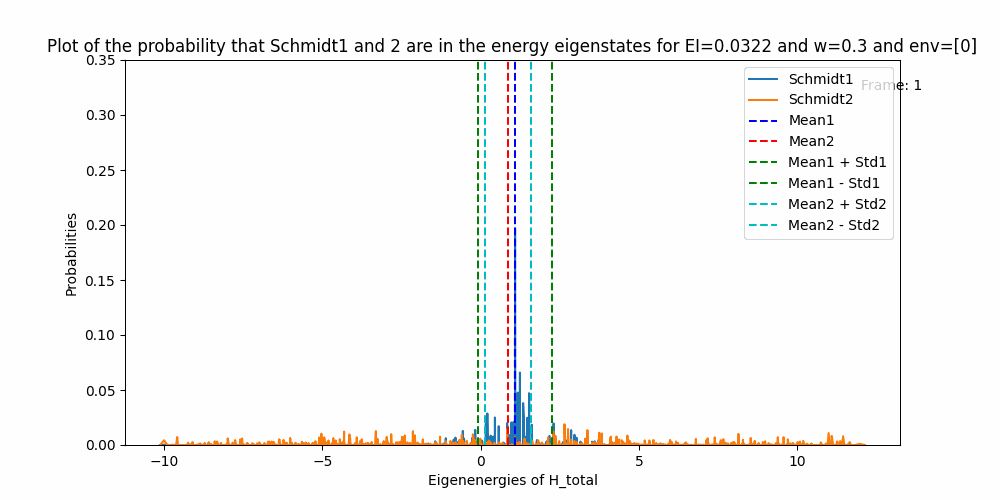 Plot of the probability that Schmidt1 and 2 are in the energy eigenstates for EI=0.0322 and w=0.3 and env=[0]
Frame: 1
Schmidt1
Schmidt2
Mean1
Mean2
Mean1 + Std1
Mean1 - Std1
Mean2 + Std2
Mean2 - Std2
Probabilities
0.35
0.30
0.25
0.20
0.15
0.10
0.05
0.00
−10
−5
0
5
10
Eigenenergies of H_total